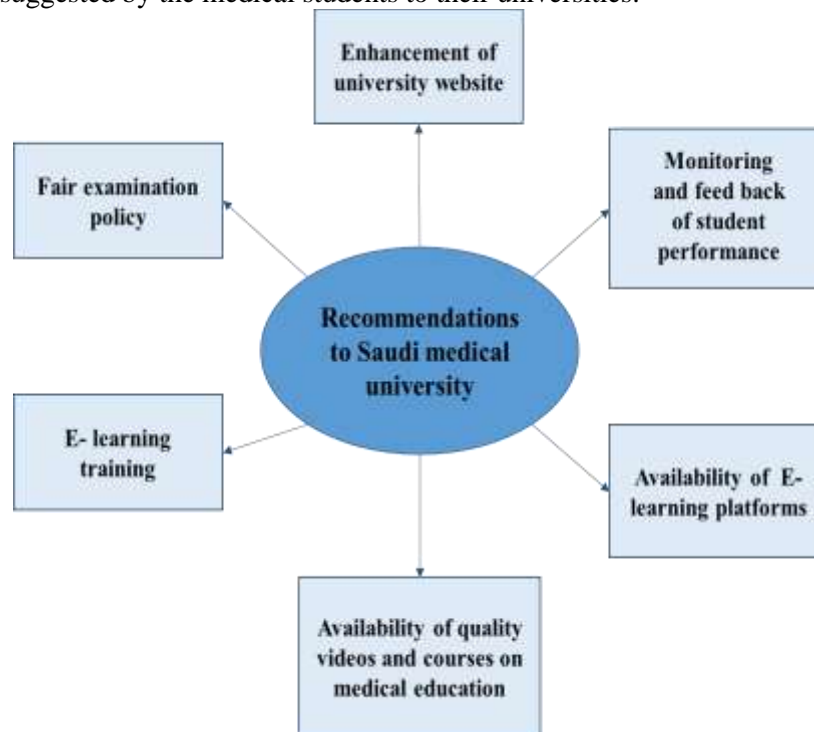 suggested by the medical students to their universities.
Enhancement of
university website
Fair examination
policy
Monitoring
and feed back
of student
performance
Recommendations
to Saudi medical
university
E- learning
training
Availability of E-
learning platforms
Availability of quality
videos and courses on
medical education